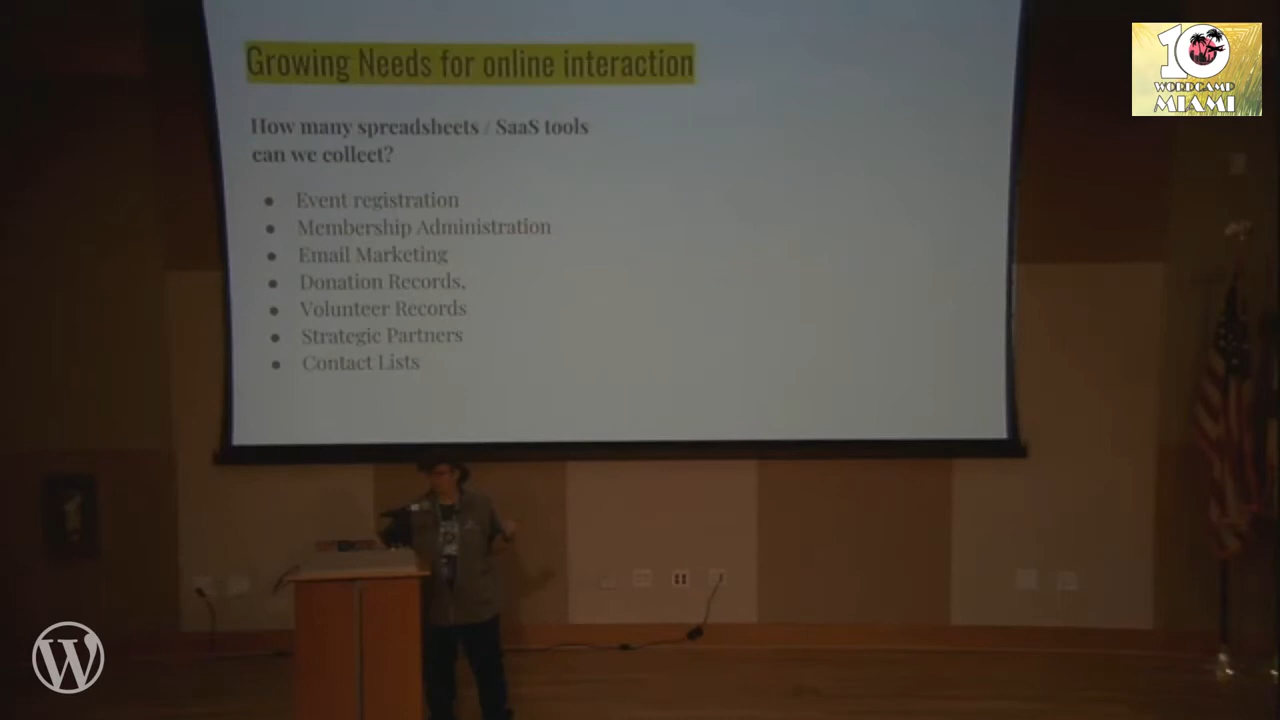 Growing Needs for online interaction
How many spreadsheets / SaaS tools
can we collect?
Event registration
Membership Administration
Email Marketing
Donation Records,
Volunteer Records
Strategic Partners
Contact Lists
10
WORDCAMP
MIAMI